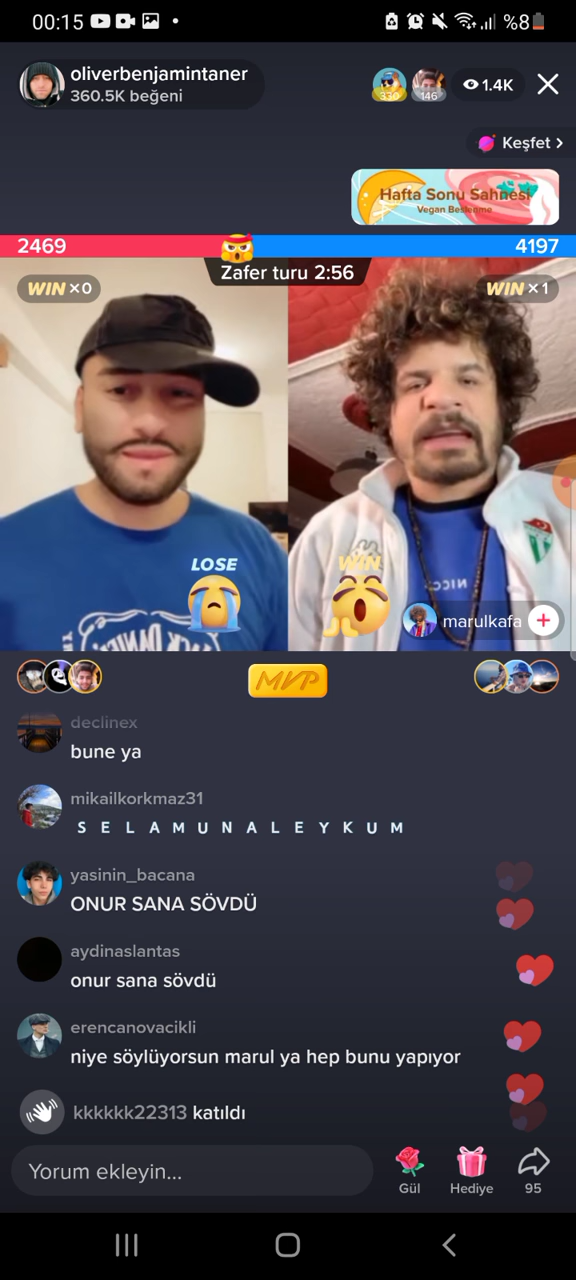 00:15
%8
oliverbenjamintaner
360.5K beğeni
330
146
1.4K
Keşfet
Hafta Sonu Sahnesi
Vegan Beslenme
2469
4197
Zafer turu 2:56
WIN x0
WIN x1
LOSE
WIN
marulkafa
MVP
declinex
bune ya
mikailkorkmaz31
S E L A M U N A L E Y K U M
yasinin_bacana
ONUR SANA SÖVDÜ
aydinaslantas
onur sana sövdü
erencanovacikli
niye söylüyorsun marul ya hep bunu yapıyor
kkkkkk22313 katıldı
Yorum ekleyin...
Gül
Hediye
95